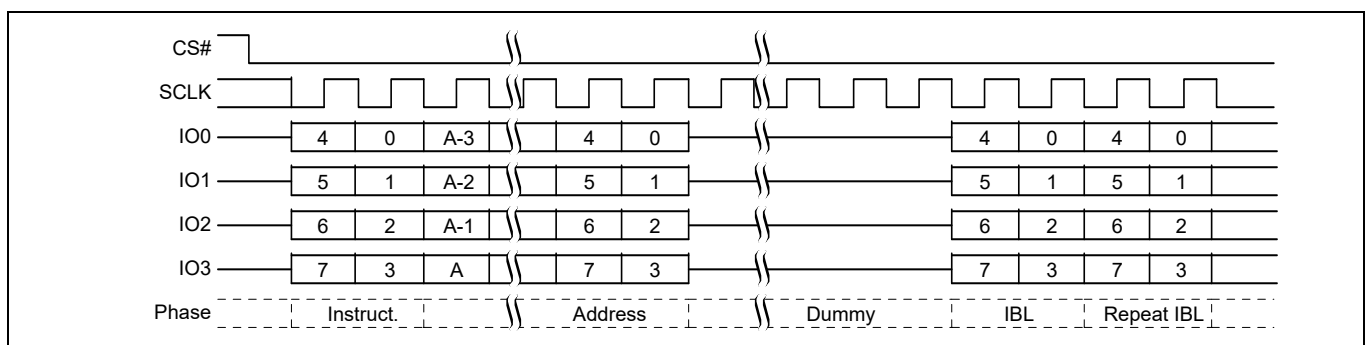 CS#
SCLK
IO0 4 0 A-3 4 0 4 0 4 0
IO1 5 1 A-2 5 1 5 1 5 1
IO2 6 2 A-1 6 2 6 2 6 2
IO3 7 3 A 7 3 7 3 7 3
Phase Instruct. Address Dummy IBL Repeat IBL